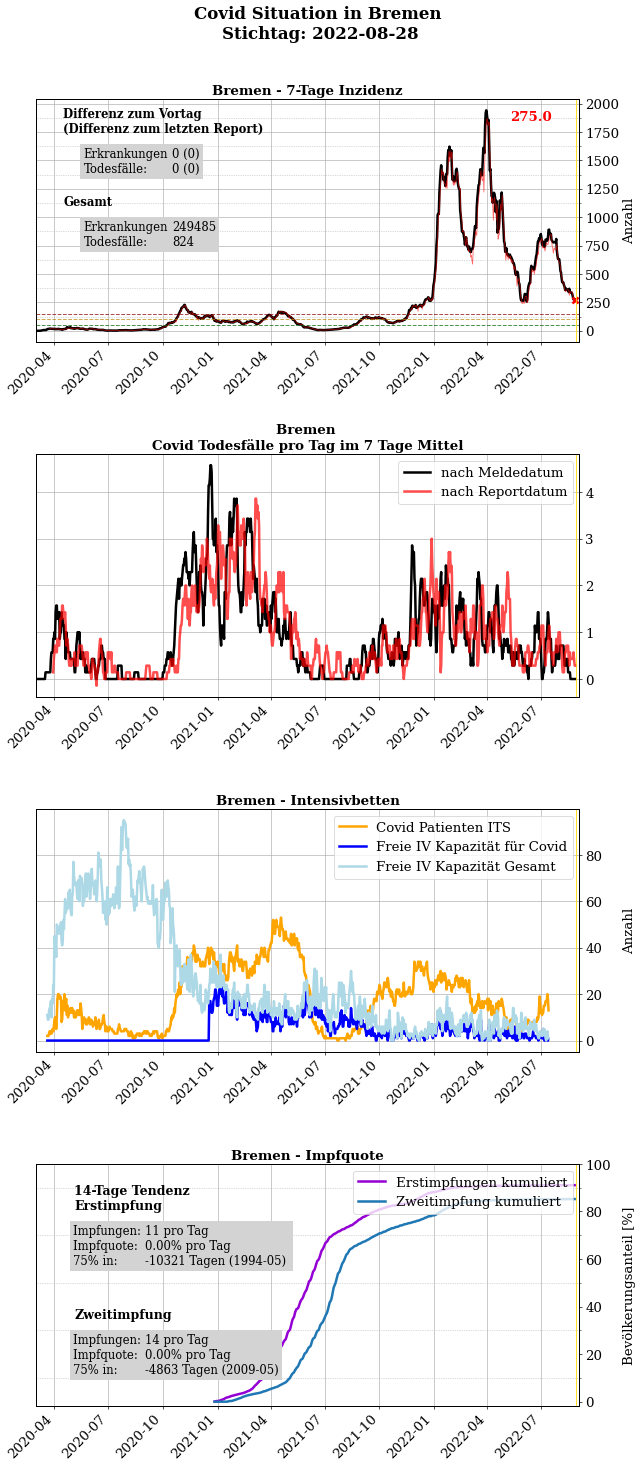 Covid Situation in Bremen
Stichtag: 2022-08-28
Bremen - 7-Tage Inzidenz
Differenz zum Vortag
(Differenz zum letzten Report)
Erkrankungen 0 (0)
Todesfälle: 0 (0)
Gesamt
Erkrankungen 249485
Todesfälle: 824
275.0
2000
1750
1500
1250
1000
750
500
250
0
Anzahl
2020-04
2020-07
2020-10
2021-01
2021-04
2021-07
2021-10
2022-01
2022-04
2022-07
Bremen
Covid Todesfälle pro Tag im 7 Tage Mittel
nach Meldedatum
nach Reportdatum
4
3
2
1
0
2020-04
2020-07
2020-10
2021-01
2021-04
2021-07
2021-10
2022-01
2022-04
2022-07
Bremen - Intensivbetten
Covid Patienten ITS
Freie IV Kapazität für Covid
Freie IV Kapazität Gesamt
80
60
40
20
0
Anzahl
2020-04
2020-07
2020-10
2021-01
2021-04
2021-07
2021-10
2022-01
2022-04
2022-07
Bremen - Impfquote
14-Tage Tendenz
Erstimpfung
Impfungen: 11 pro Tag
Impfquote: 0.00% pro Tag
75% in: -10321 Tagen (1994-05)
Zweitimpfung
Impfungen: 14 pro Tag
Impfquote: 0.00% pro Tag
75% in: -4863 Tagen (2009-05)
Erstimpfungen kumuliert
Zweitimpfung kumuliert
100
80
60
40
20
0
Bevölkerungsanteil [%]
2020-04
2020-07
2020-10
2021-01
2021-04
2021-07
2021-10
2022-01
2022-04
2022-07